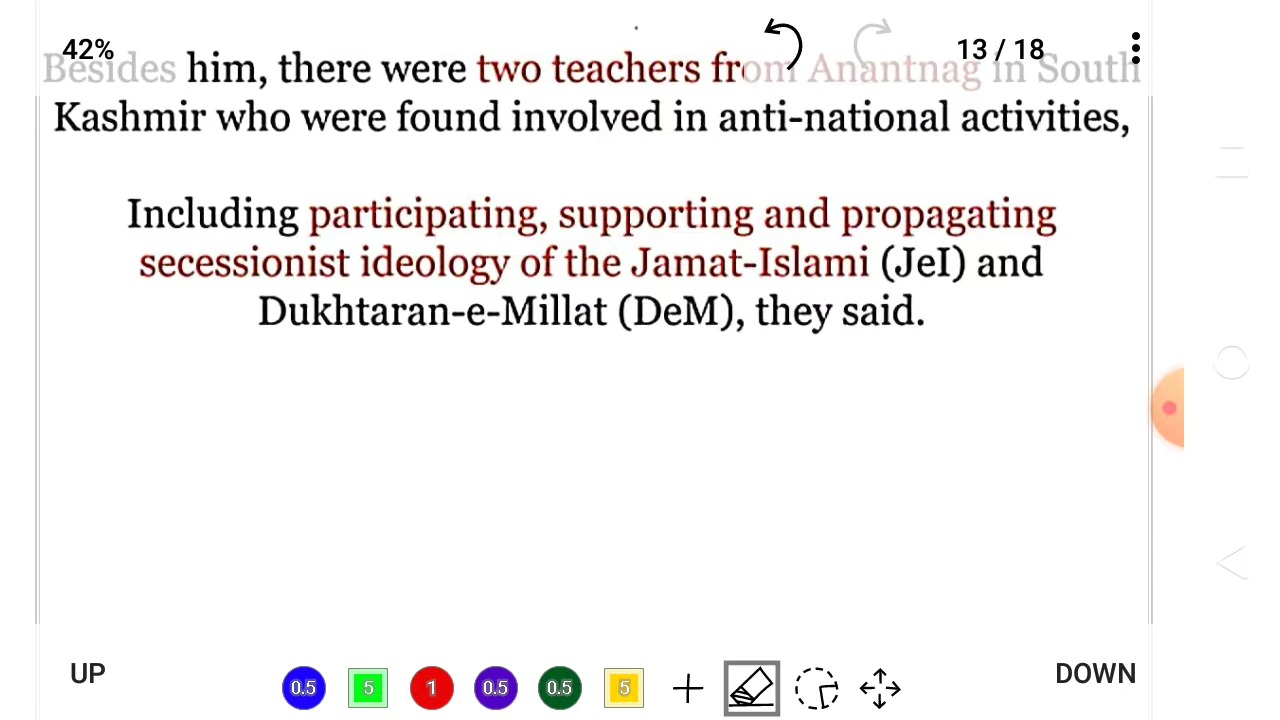 42%
13 / 18
Besides him, there were two teachers from Anantnag in South
Kashmir who were found involved in anti-national activities,
Including participating, supporting and propagating
secessionist ideology of the Jamat-Islami (JeI) and
Dukhtaran-e-Millat (DeM), they said.
UP
0.5 5 1 0.5 0.5 5
DOWN